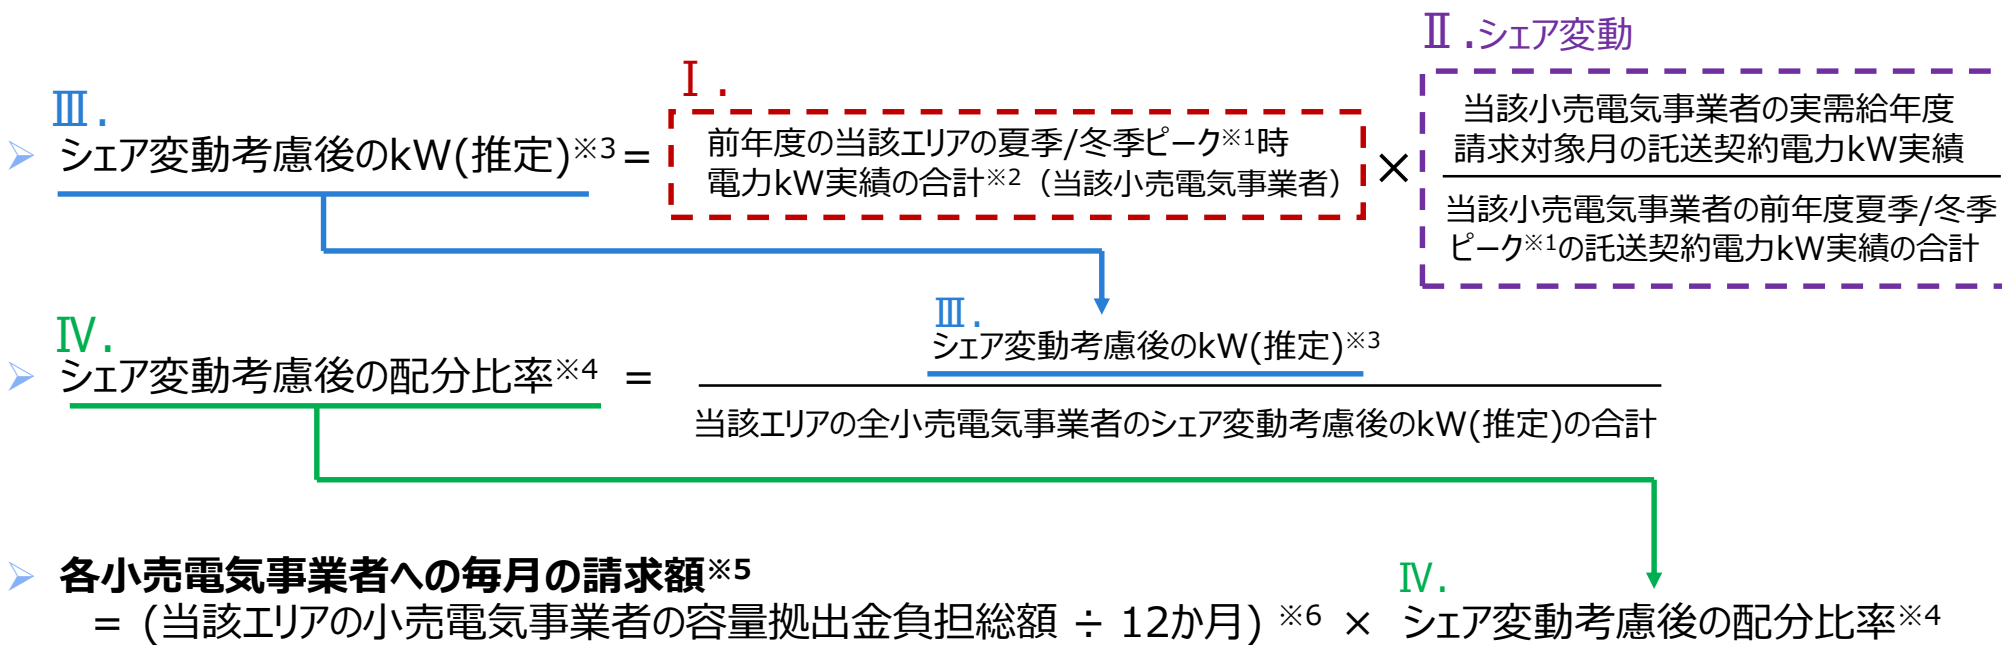 Ⅱ.シェア変動
Ⅰ.
Ⅲ.
➢ シェア変動考慮後のkW(推定)※3=
前年度の当該エリアの夏季/冬季ピーク※1時
電力kW実績の合計※2（当該小売電気事業者）
×
当該小売電気事業者の実需給年度
請求対象月の託送契約電力kW実績
当該小売電気事業者の前年度夏季/冬季
ピーク※1の託送契約電力kW実績の合計
Ⅳ.
➢ シェア変動考慮後の配分比率※4 =
Ⅲ.
シェア変動考慮後のkW(推定)※3
当該エリアの全小売電気事業者のシェア変動考慮後のkW(推定)の合計
➢ 各小売電気事業者への毎月の請求額※5
Ⅳ.
= (当該エリアの小売電気事業者の容量拠出金負担総額 ÷ 12か月) ※6 × シェア変動考慮後の配分比率※4